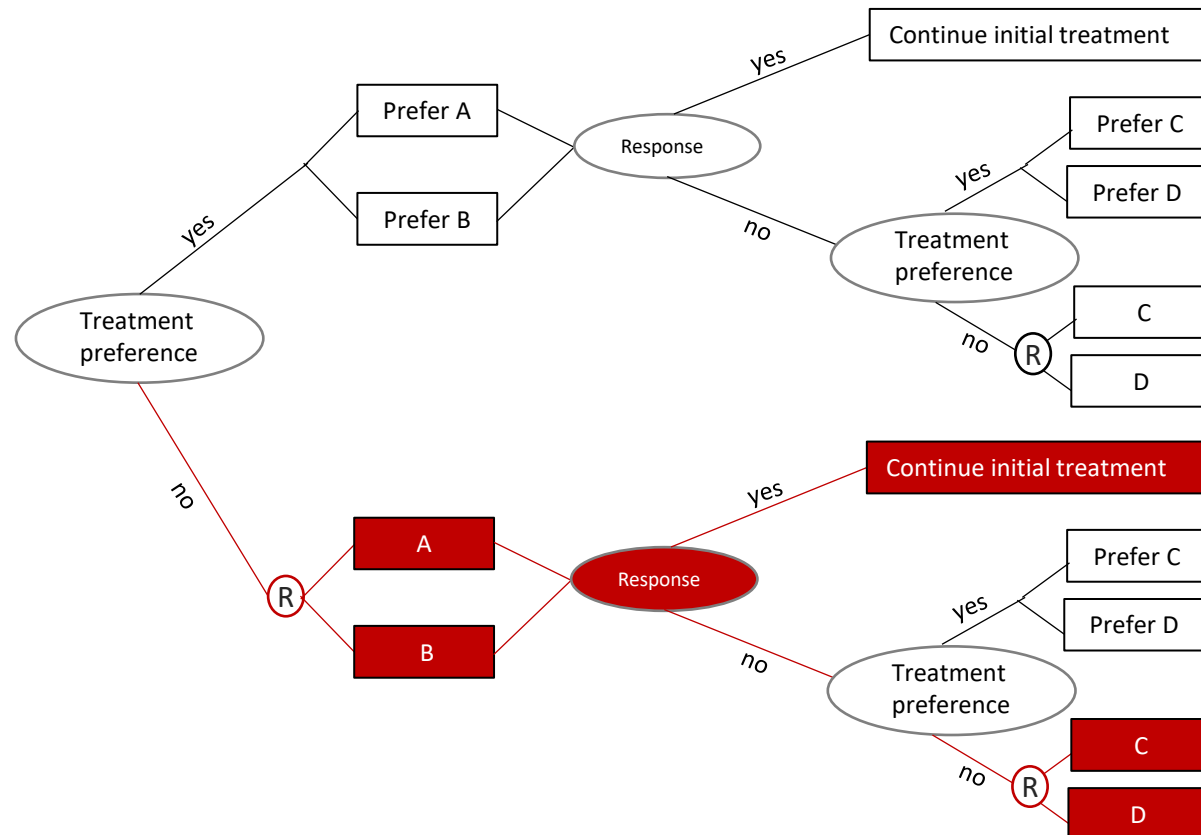 Continue initial treatment
yes
Prefer A
Response
Prefer C
yes
Prefer D
Prefer B
yes
no
Treatment
preference
C
no
R
D
Treatment
preference
Continue initial treatment
yes
no
A
Prefer C
Response
yes
R
Prefer D
B
no
Treatment
preference
C
no
R
D